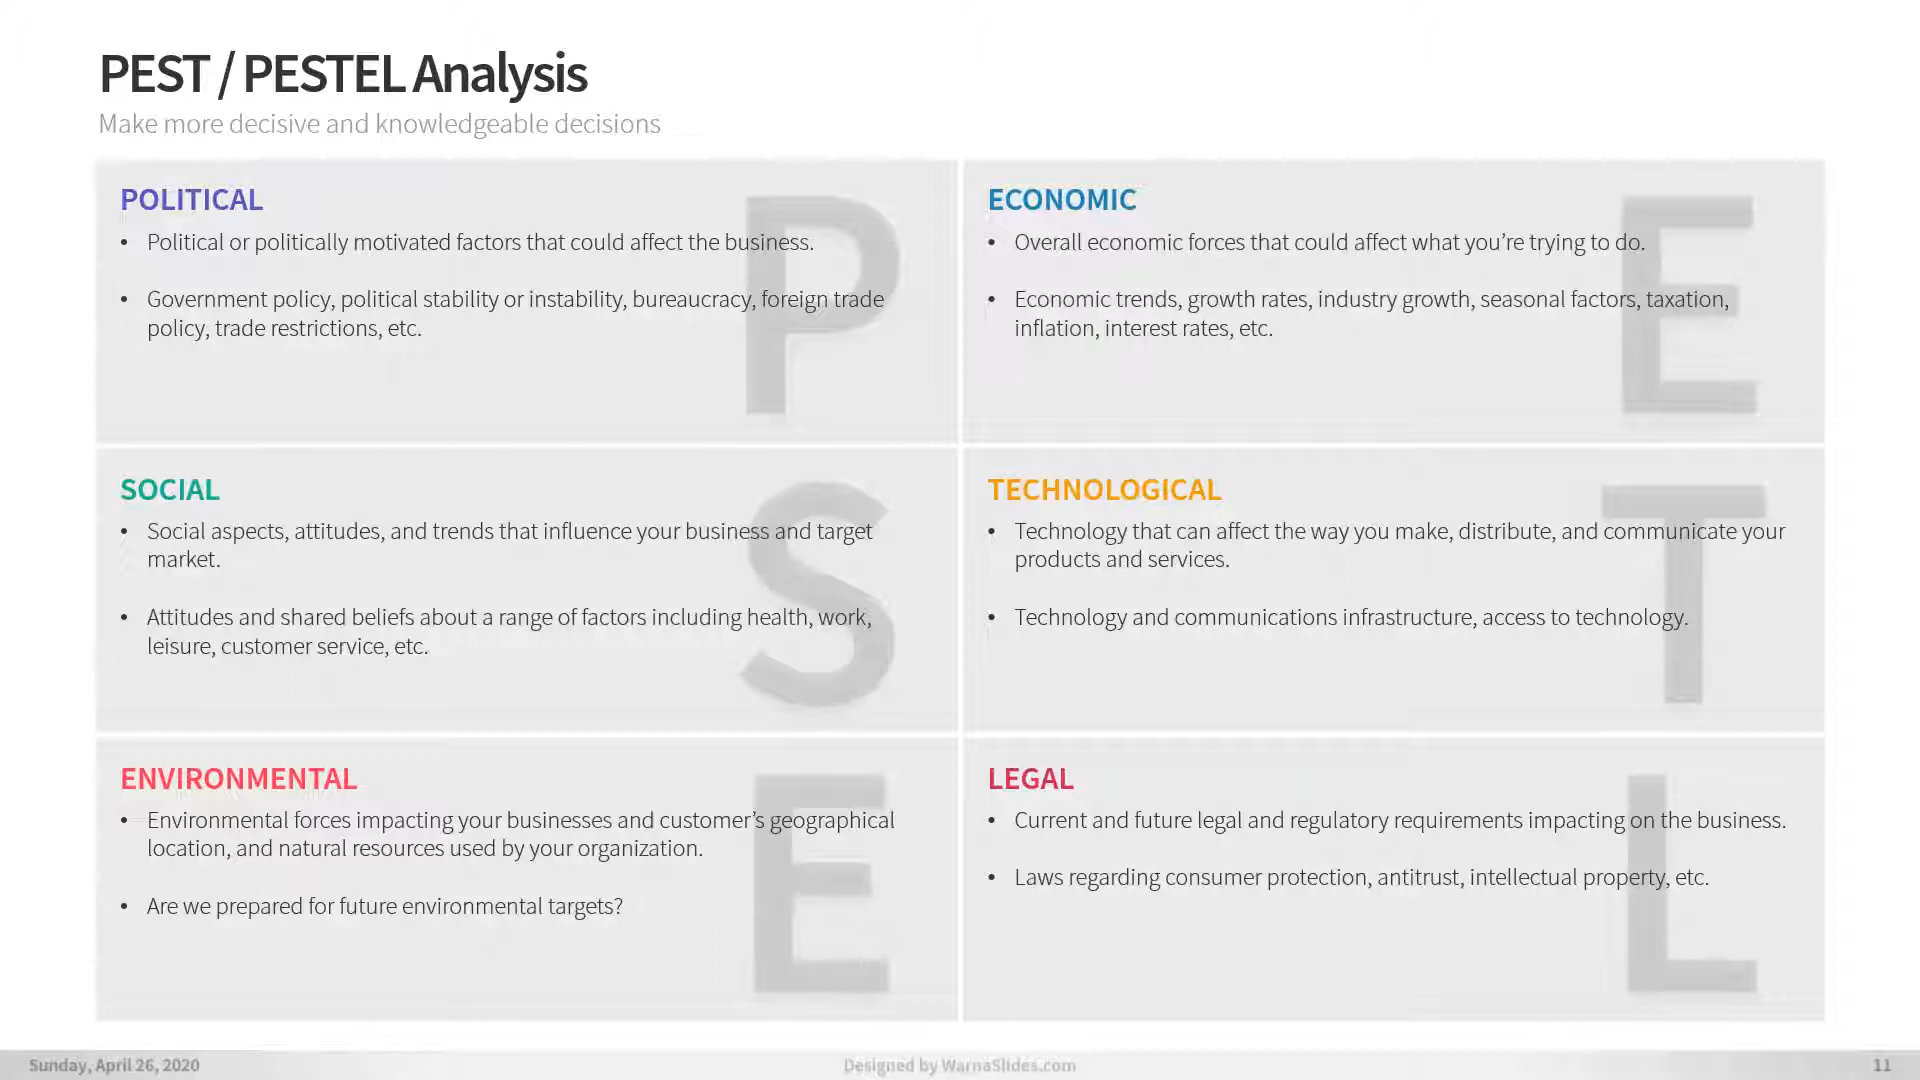 PEST / PESTEL Analysis
Make more decisive and knowledgeable decisions
POLITICAL
P
• Political or politically motivated factors that could affect the business.
• Government policy, political stability or instability, bureaucracy, foreign trade
policy, trade restrictions, etc.
ECONOMIC
E
• Overall economic forces that could affect what you’re trying to do.
• Economic trends, growth rates, industry growth, seasonal factors, taxation,
inflation, interest rates, etc.
SOCIAL
S
• Social aspects, attitudes, and trends that influence your business and target
market.
• Attitudes and shared beliefs about a range of factors including health, work,
leisure, customer service, etc.
TECHNOLOGICAL
T
• Technology that can affect the way you make, distribute, and communicate your
products and services.
• Technology and communications infrastructure, access to technology.
ENVIRONMENTAL
E
• Environmental forces impacting your businesses and customer’s geographical
location, and natural resources used by your organization.
• Are we prepared for future environmental targets?
LEGAL
L
• Current and future legal and regulatory requirements impacting on the business.
• Laws regarding consumer protection, antitrust, intellectual property, etc.
Sunday, April 26, 2020
Designed by WarnaSlides.com
11